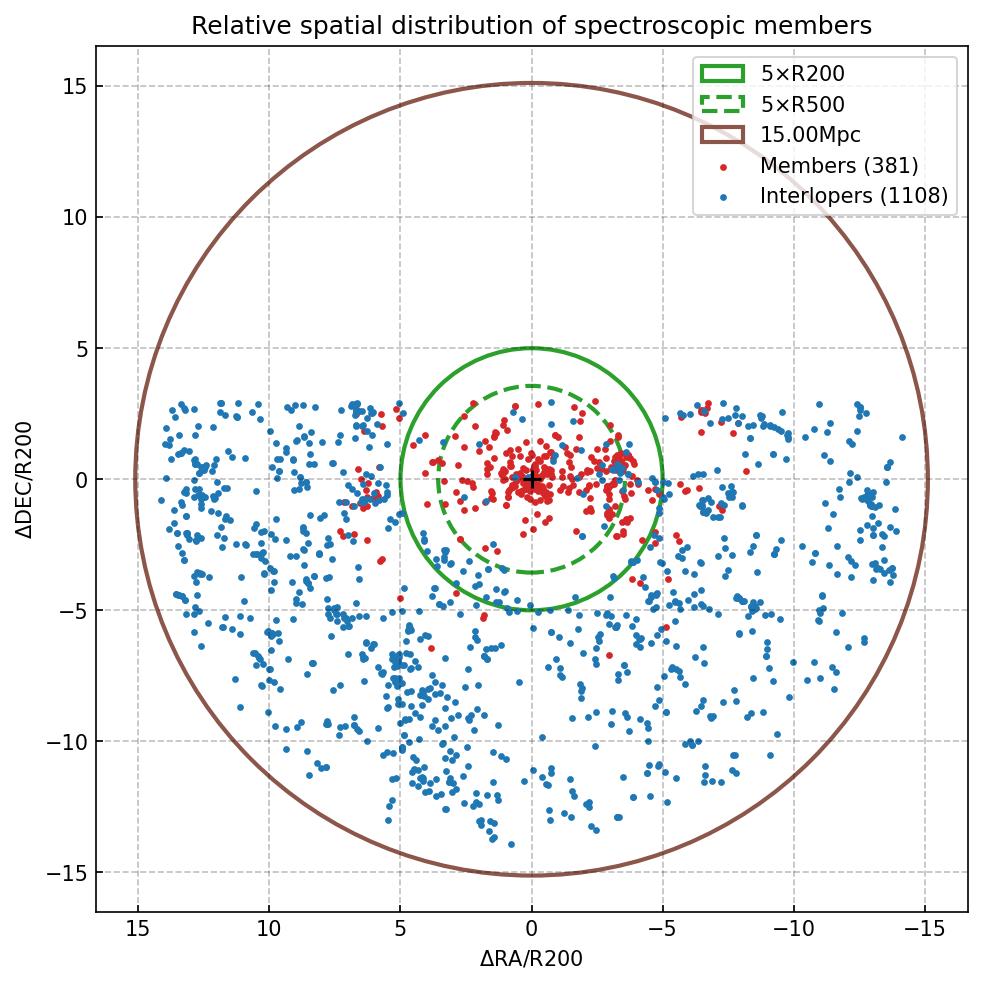 Relative spatial distribution of spectroscopic members
5×R200
5×R500
15.00Mpc
Members (381)
Interlopers (1108)
15
10
5
0
−5
−10
−15
ΔDEC/R200
15
10
5
0
−5
−10
−15
ΔRA/R200